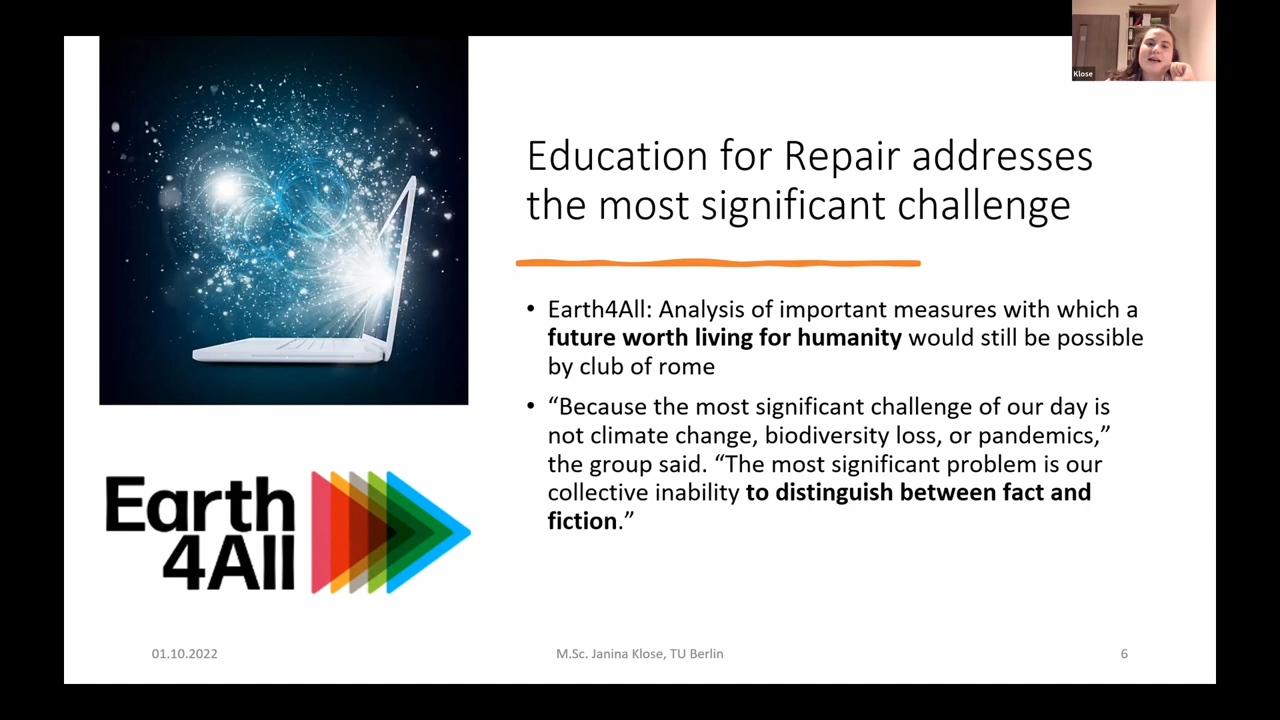 Klose
Education for Repair addresses
the most significant challenge
• Earth4All: Analysis of important measures with which a
future worth living for humanity would still be possible
by club of rome
• “Because the most significant challenge of our day is
not climate change, biodiversity loss, or pandemics,”
the group said. “The most significant problem is our
collective inability to distinguish between fact and
fiction.”
Earth
4All
01.10.2022
M.Sc. Janina Klose, TU Berlin
6